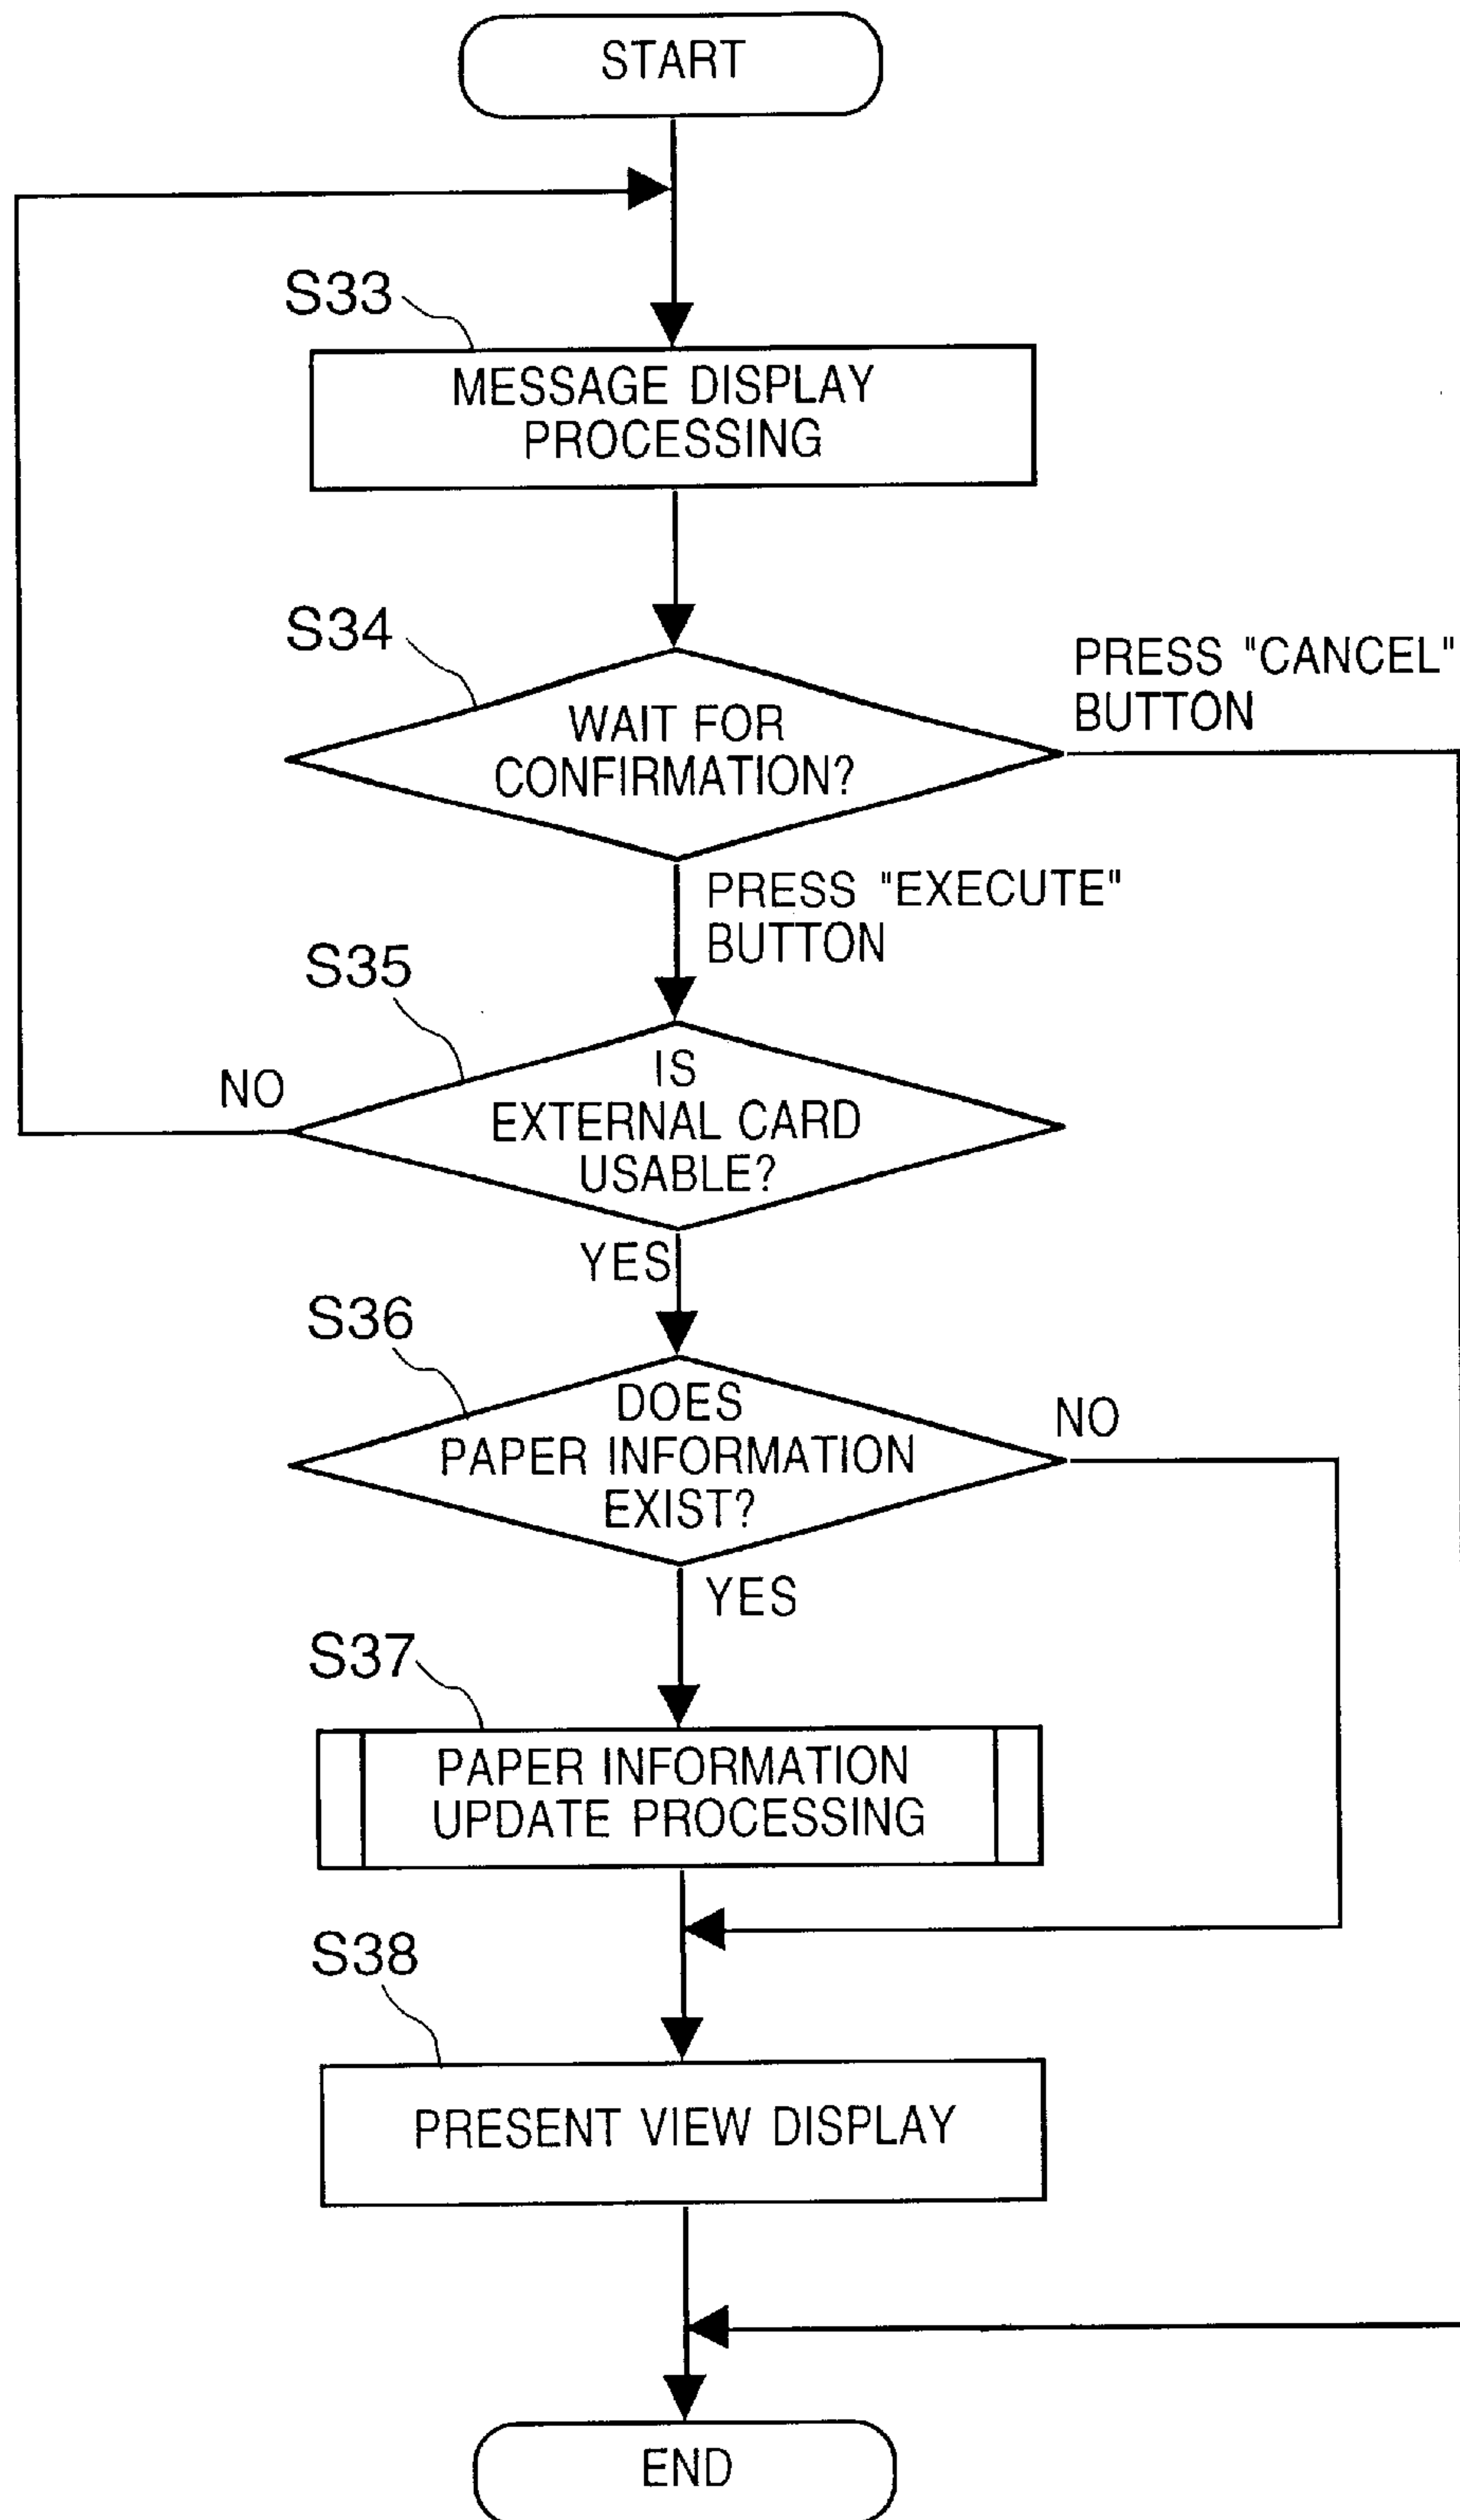 START
S33
MESSAGE DISPLAY
PROCESSING
S34
PRESS "CANCEL"
BUTTON
WAIT FOR
CONFIRMATION?
PRESS "EXECUTE"
BUTTON
S35
NO
IS
EXTERNAL CARD
USABLE?
YES
S36
DOES
PAPER INFORMATION
EXIST?
NO
YES
S37
PAPER INFORMATION
UPDATE PROCESSING
S38
PRESENT VIEW DISPLAY
END